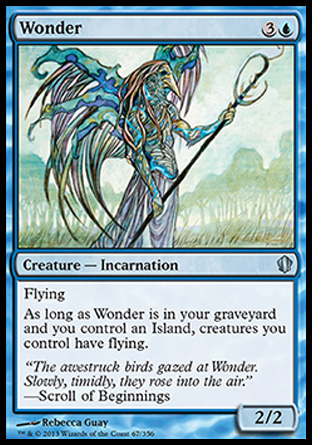 Wonder 3
Creature — Incarnation
Flying
As long as Wonder is in your graveyard
and you control an Island, creatures you
control have flying.
“The awestruck birds gazed at Wonder.
Slowly, timidly, they rose into the air.”
—Scroll of Beginnings
Rebecca Guay
™ & © 2013 Wizards of the Coast 67/356
2/2